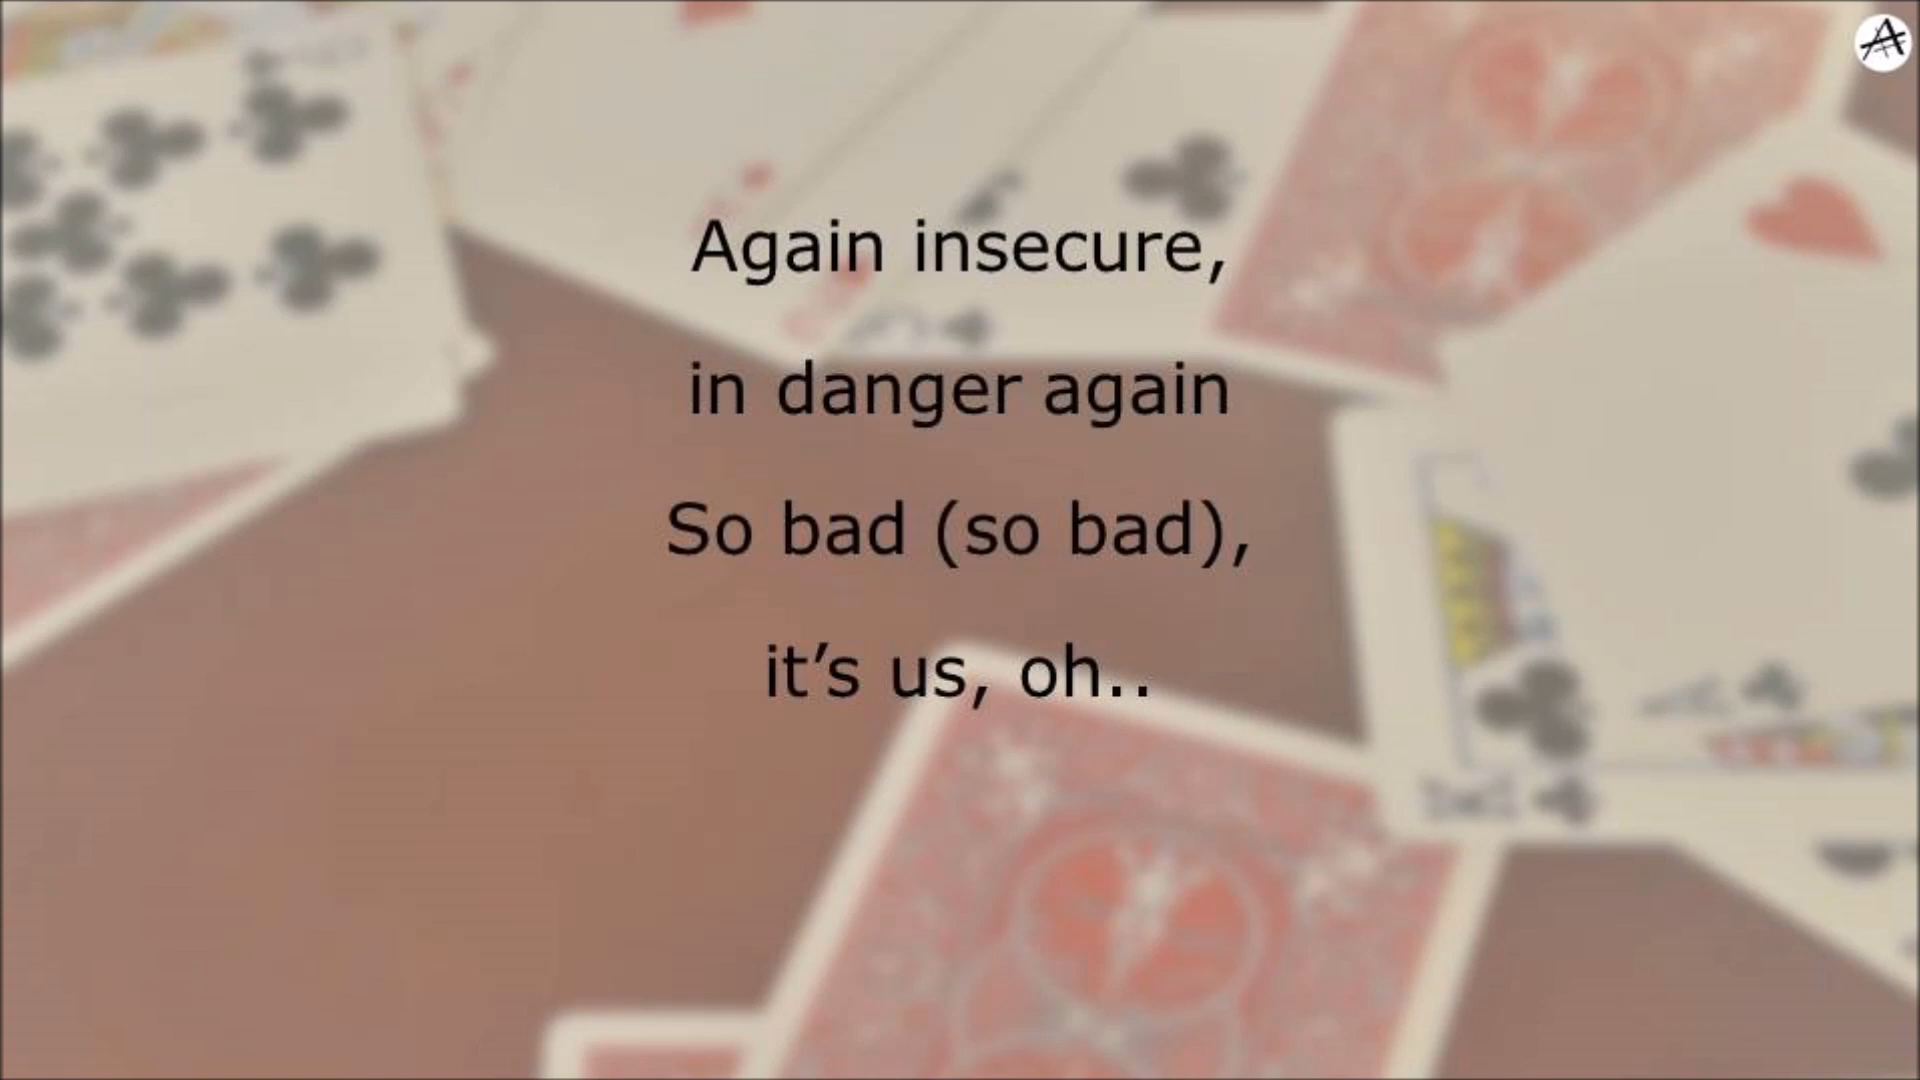 Again insecure,
in danger again
So bad (so bad),
it’s us, oh..